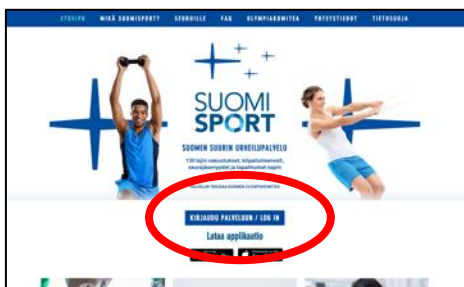 ETUSIVU MIKÄ SUOMISPORT? SEUROILLE FAQ OLYMPIAKOMITEA YHTEYSTIEDOT TIETOSUOJA
SUOMI
SPORT
SUOMEN SUURIN URHEILUPALVELU
130 lajin vakuutukset, kilpailulisenssit,
seurajäsenyydet ja tapahtumat napin
KIRJAUDU PALVELUUN / LOG IN
Lataa applikaatio